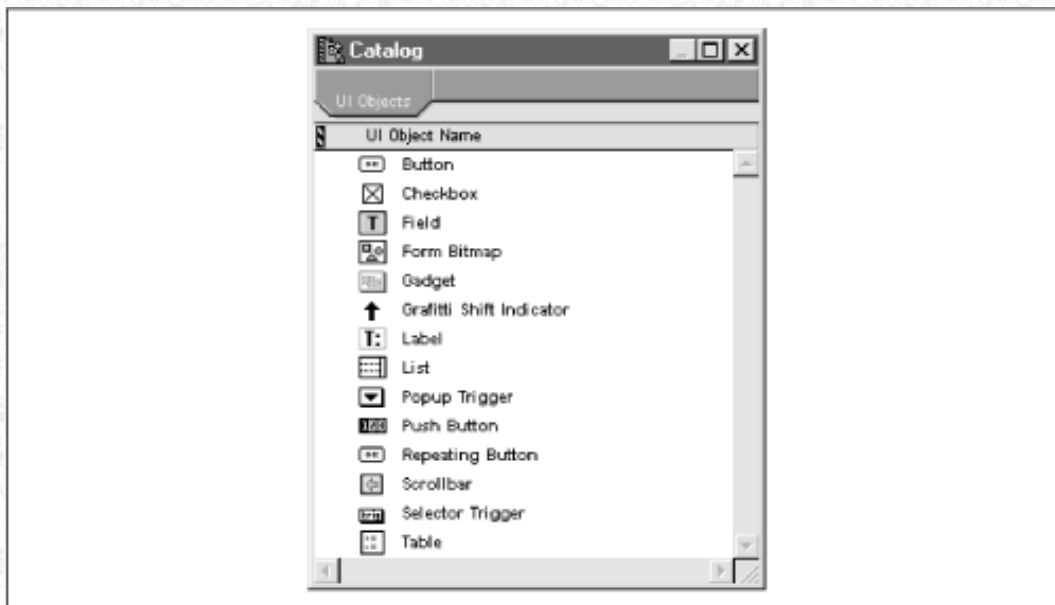 Catalog
UI Objects
UI Object Name
Button
Checkbox
Field
Form Bitmap
Gadget
Grafitti Shift Indicator
Label
List
Popup Trigger
Push Button
Repeating Button
Scrollbar
Selector Trigger
Table